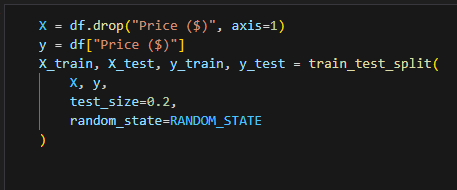 X = df.drop("Price ($)", axis=1)
y = df["Price ($)"]
X_train, X_test, y_train, y_test = train_test_split(
    X, y,
    test_size=0.2,
    random_state=RANDOM_STATE
)